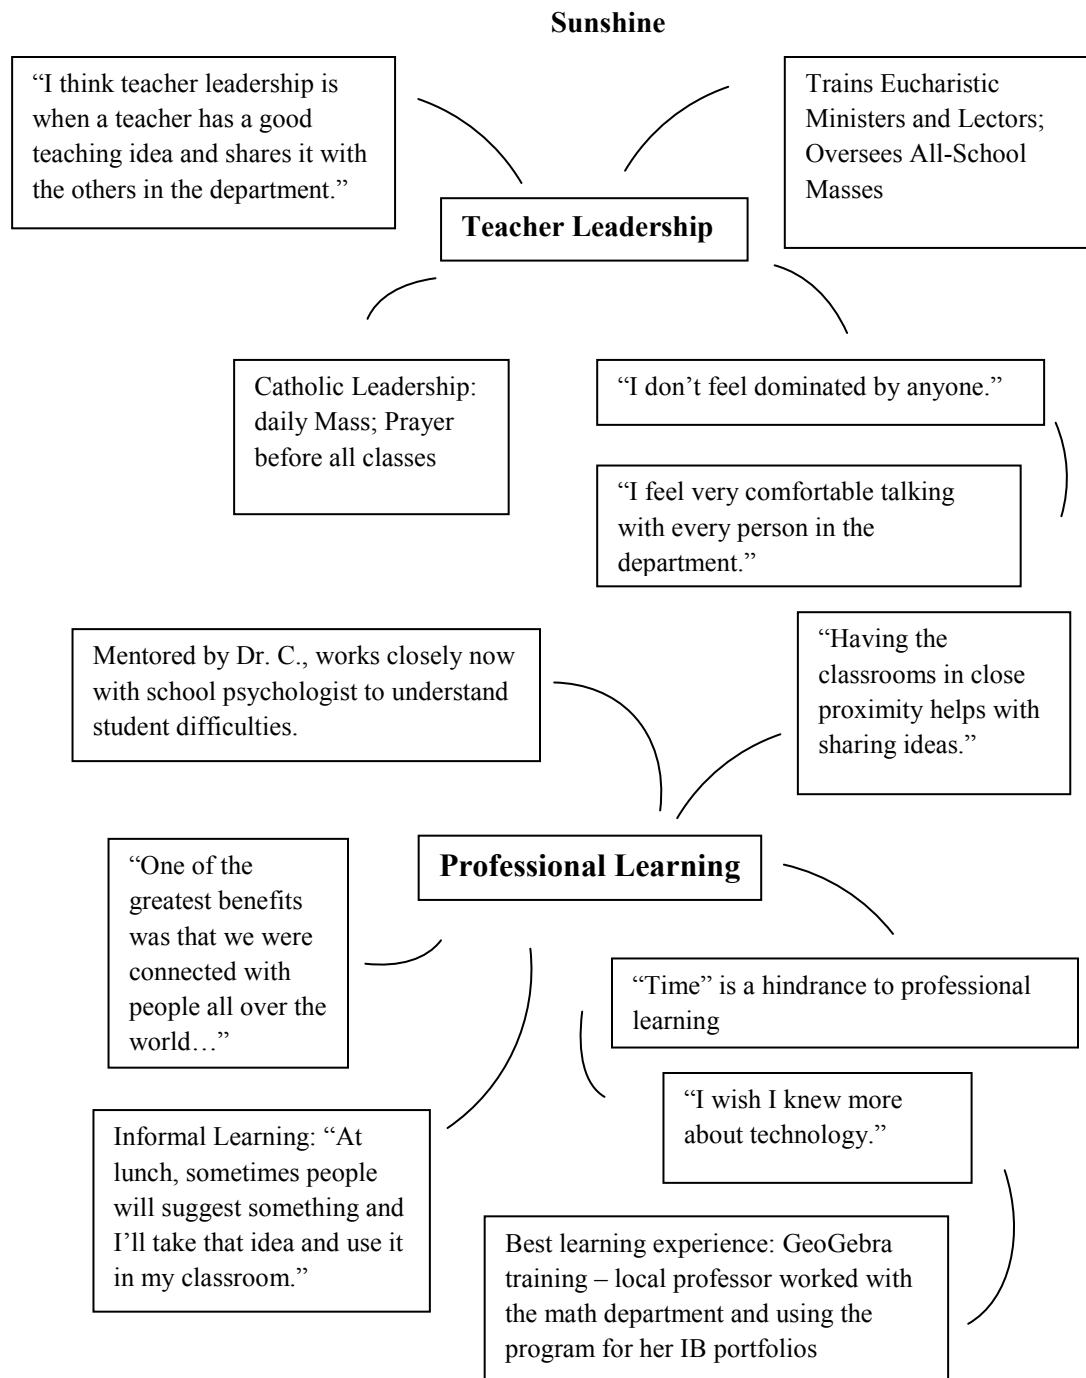 Sunshine
“I think teacher leadership is
when a teacher has a good
teaching idea and shares it with
the others in the department.”
Trains Eucharistic
Ministers and Lectors;
Oversees All-School
Masses
Teacher Leadership
Catholic Leadership:
daily Mass; Prayer
before all classes
“I don’t feel dominated by anyone.”
“I feel very comfortable talking
with every person in the
department.”
Mentored by Dr. C., works closely now
with school psychologist to understand
student difficulties.
“Having the
classrooms in close
proximity helps with
sharing ideas.”
Professional Learning
“One of the
greatest benefits
was that we were
connected with
people all over the
world…”
“Time” is a hindrance to professional
learning
“I wish I knew more
about technology.”
Informal Learning: “At
lunch, sometimes people
will suggest something and
I’ll take that idea and use it
in my classroom.”
Best learning experience: GeoGebra
training – local professor worked with
the math department and using the
program for her IB portfolios